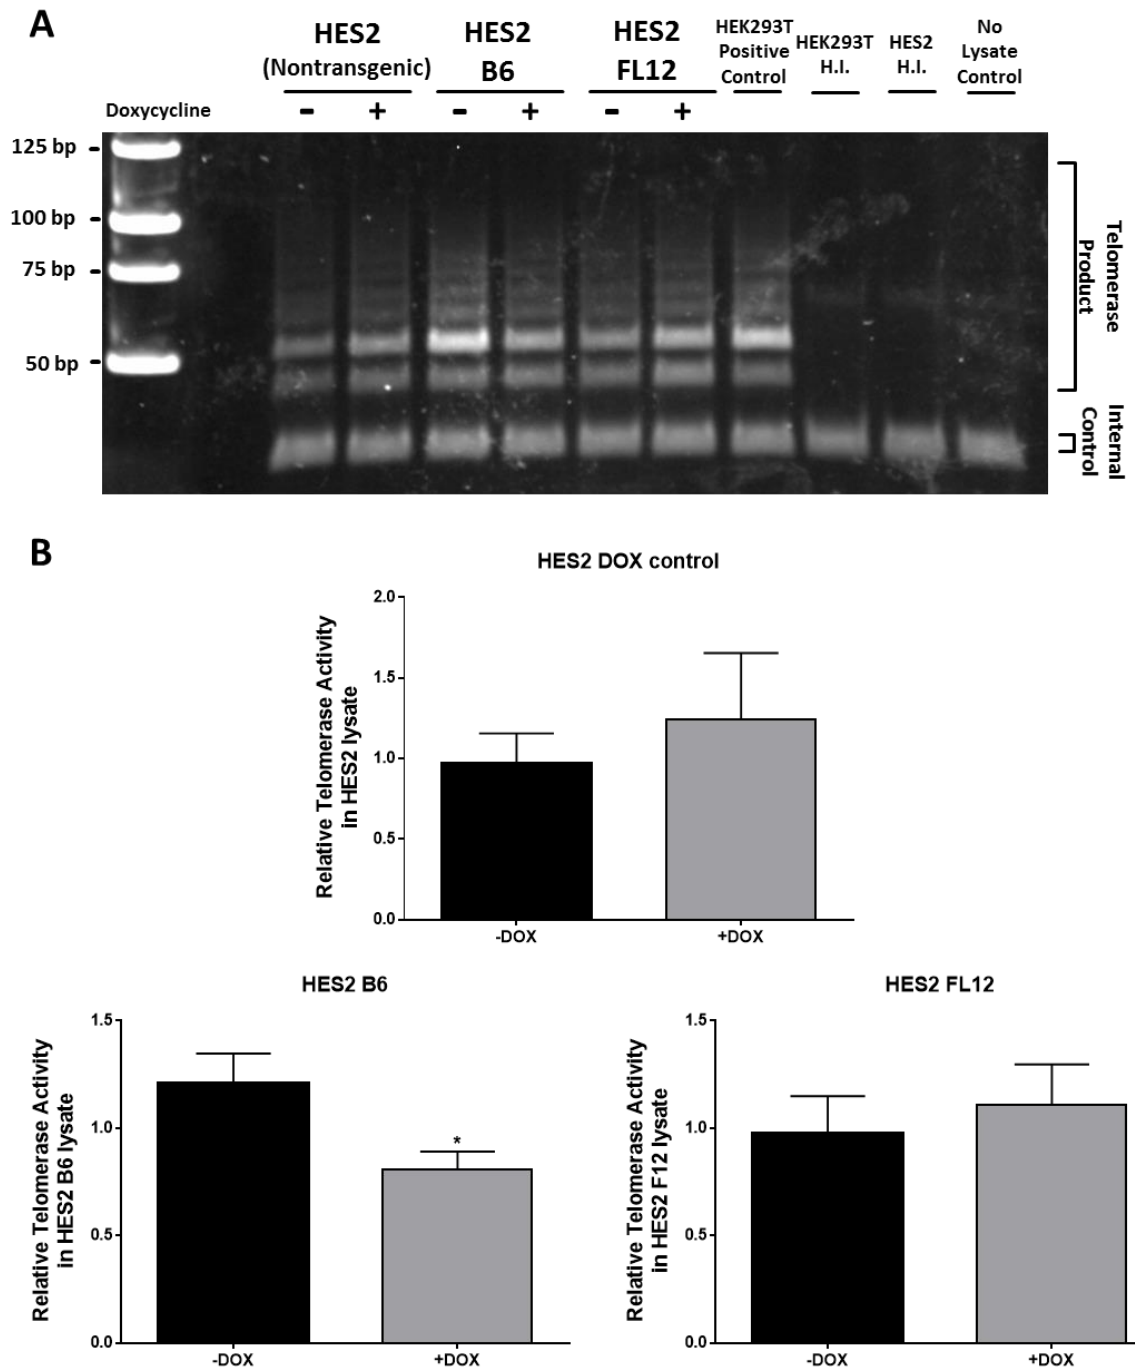 A
HES2
(Nontransgenic)
HES2
B6
HES2
FL12
HEK293T
Positive
Control
HEK293T
H.I.
HES2
H.I.
No
Lysate
Control
Doxycycline
- + - + - +
125 bp
100 bp
75 bp
50 bp
Telomerase
Product
Internal
Control
B
HES2 DOX control
Relative Telomerase Activity
in HES2 lysate
2.0
1.5
1.0
0.5
0.0
-DOX
+DOX
HES2 B6
Relative Telomerase Activity
in HES2 B6 lysate
1.5
1.0
0.5
0.0
*
-DOX
+DOX
HES2 FL12
Relative Telomerase Activity
in HES2 F12 lysate
1.5
1.0
0.5
0.0
-DOX
+DOX